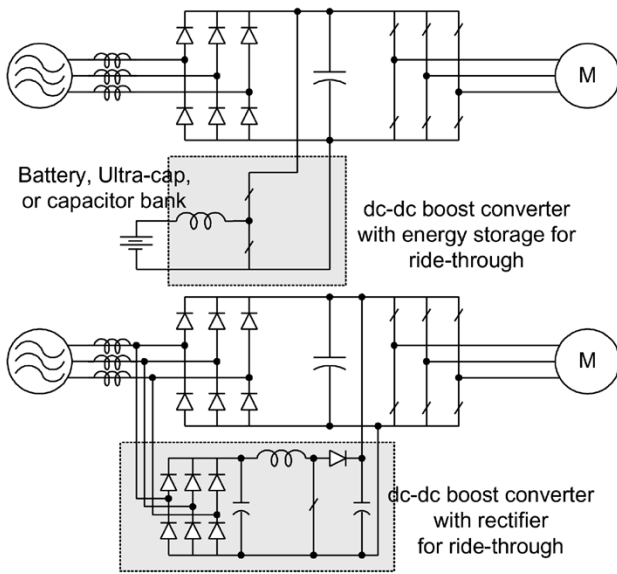 M
Battery, Ultra-cap,
or capacitor bank
dc-dc boost converter
with energy storage for
ride-through
M
dc-dc boost converter
with rectifier
for ride-through